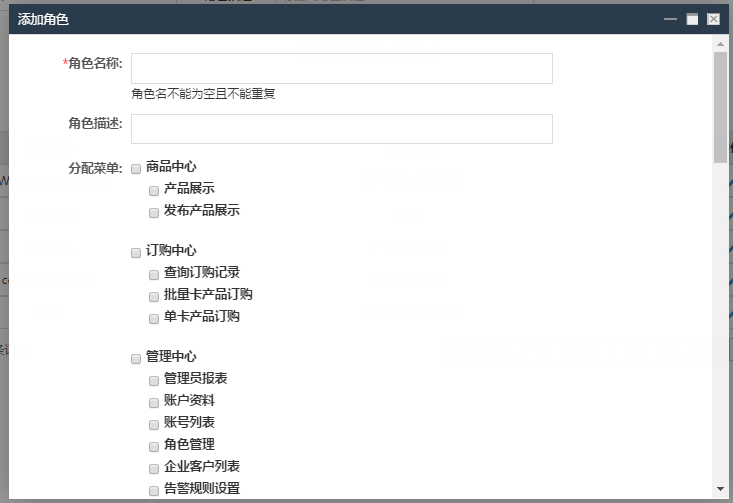 添加角色
*角色名称:
角色名不能为空且不能重复
角色描述:
分配菜单:
商品中心
产品展示
发布产品展示
订购中心
查询订购记录
批量卡产品订购
单卡产品订购
管理中心
管理员报表
账户资料
账号列表
角色管理
企业客户列表
告警规则设置